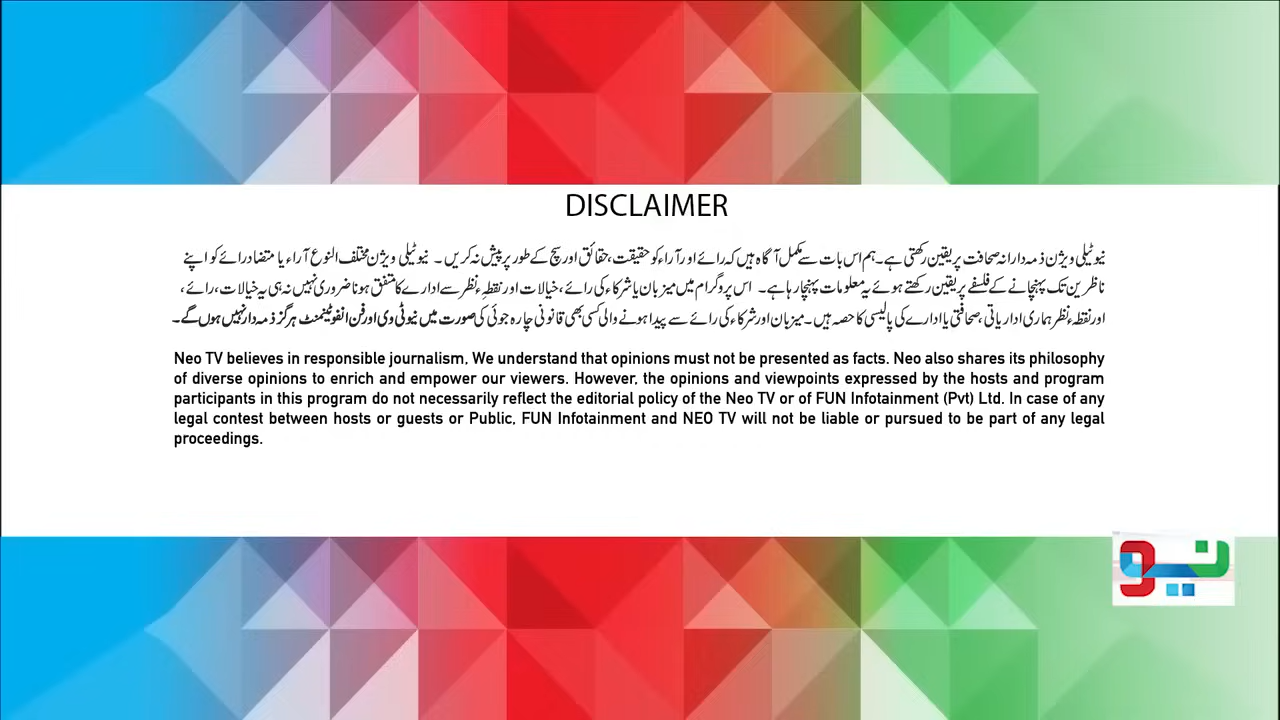 DISCLAIMER
نیوٹیلی ویژن ذمہ دارانہ صحافت پر یقین رکھتی ہے۔ ہم اس بات سے مکمل آگاہ ہیں کہ رائے اور آراء کو حقیقت، حقائق اور سچ کے طور پر پیش نہ کریں ۔ نیوٹیلی ویژن مختلف النوع آراء یا متضاد رائے کو اپنے
ناظرین تک پہنچانے کے فلسفے پر یقین رکھتے ہوئے یہ معلومات پہنچا رہا ہے۔ اس پروگرام میں میزبان یا شرکاء کی رائے، خیالات اور نقطہء نظر سے ادارے کا متفق ہونا ضروری نہیں نہ ہی یہ خیالات، رائے،
اور نقطہء نظر ہماری ادارتی، صحافتی یا ادارے کی پالیسی کا حصہ ہیں۔ میزبان اور شرکاء کی رائے سے پیدا ہونے والی کسی بھی قانونی چارہ جوئی کی صورت میں نیو ٹی وی اور فن انفوٹینمنٹ ہرگز ذمہ دار نہیں ہوں گے۔
Neo TV believes in responsible journalism, We understand that opinions must not be presented as facts. Neo also shares its philosophy
of diverse opinions to enrich and empower our viewers. However, the opinions and viewpoints expressed by the hosts and program
participants in this program do not necessarily reflect the editorial policy of the Neo TV or of FUN Infotainment (Pvt) Ltd. In case of any
legal contest between hosts or guests or Public, FUN Infotainment and NEO TV will not be liable or pursued to be part of any legal
proceedings.
نیو